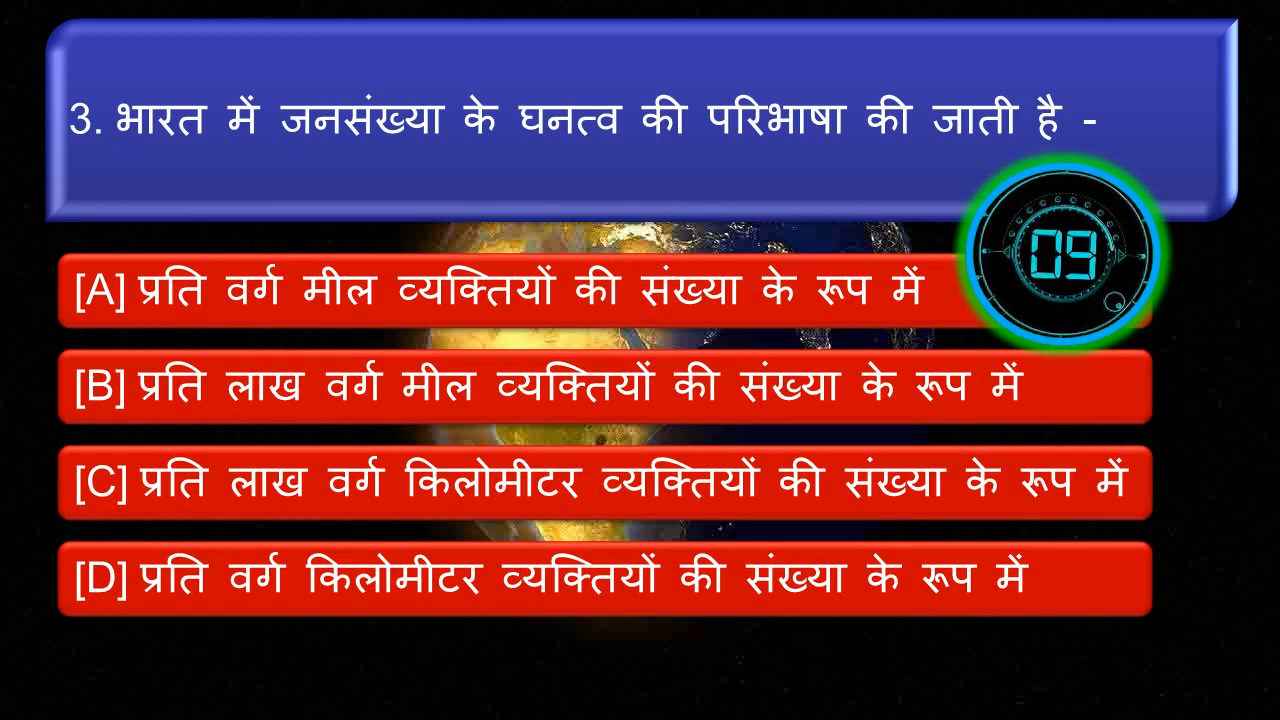 3. भारत में जनसंख्या के घनत्व की परिभाषा की जाती है -
09
[A] प्रति वर्ग मील व्यक्तियों की संख्या के रूप में
[B] प्रति लाख वर्ग मील व्यक्तियों की संख्या के रूप में
[C] प्रति लाख वर्ग किलोमीटर व्यक्तियों की संख्या के रूप में
[D] प्रति वर्ग किलोमीटर व्यक्तियों की संख्या के रूप में